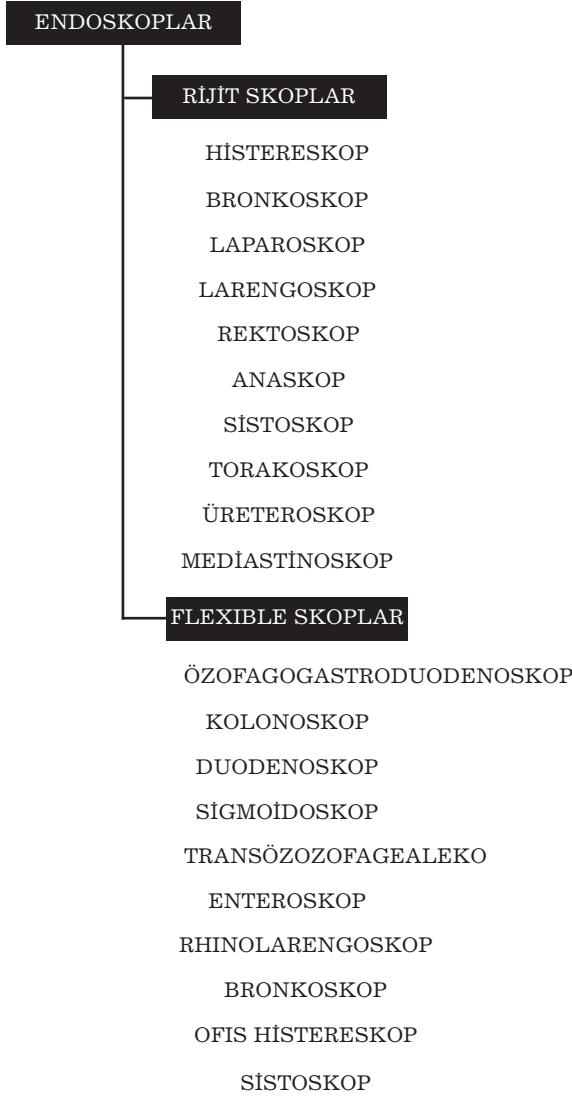 ENDOSKOPLAR
RİJİT SKOPLAR
HİSTERESKOP
BRONKOSKOP
LAPAROSKOP
LARENGOSKOP
REKTOSKOP
ANASKOP
SİSTOSKOP
TORAKOSKOP
ÜRETEROSKOP
MEDİASTİNOSKOP
FLEXIBLE SKOPLAR
ÖZOFAGOGASTRODUODENOSKOP
KOLONOSKOP
DUODENOSKOP
SİGMOİDOSKOP
TRANSÖZOZOFAGEALEKO
ENTEROSKOP
RHINOLARENGOSKOP
BRONKOSKOP
OFIS HİSTERESKOP
SİSTOSKOP